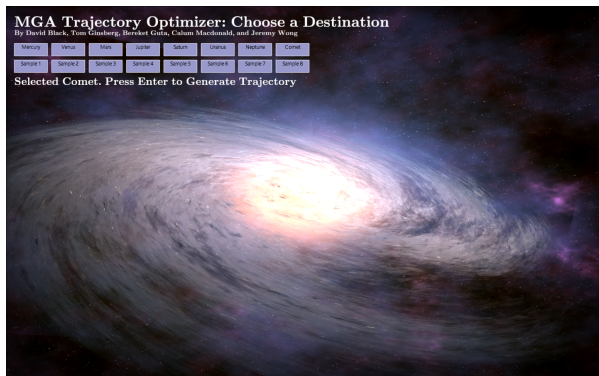 MGA Trajectory Optimizer: Choose a Destination
By David Black, Tom Ginsberg, Bereket Guta, Calum Macdonald, and Jeremy Wong
Mercury Venus Mars Jupiter Saturn Uranus Neptune Comet
Sample 1 Sample 2 Sample 3 Sample 4 Sample 5 Sample 6 Sample 7 Sample 8
Selected Comet. Press Enter to Generate Trajectory